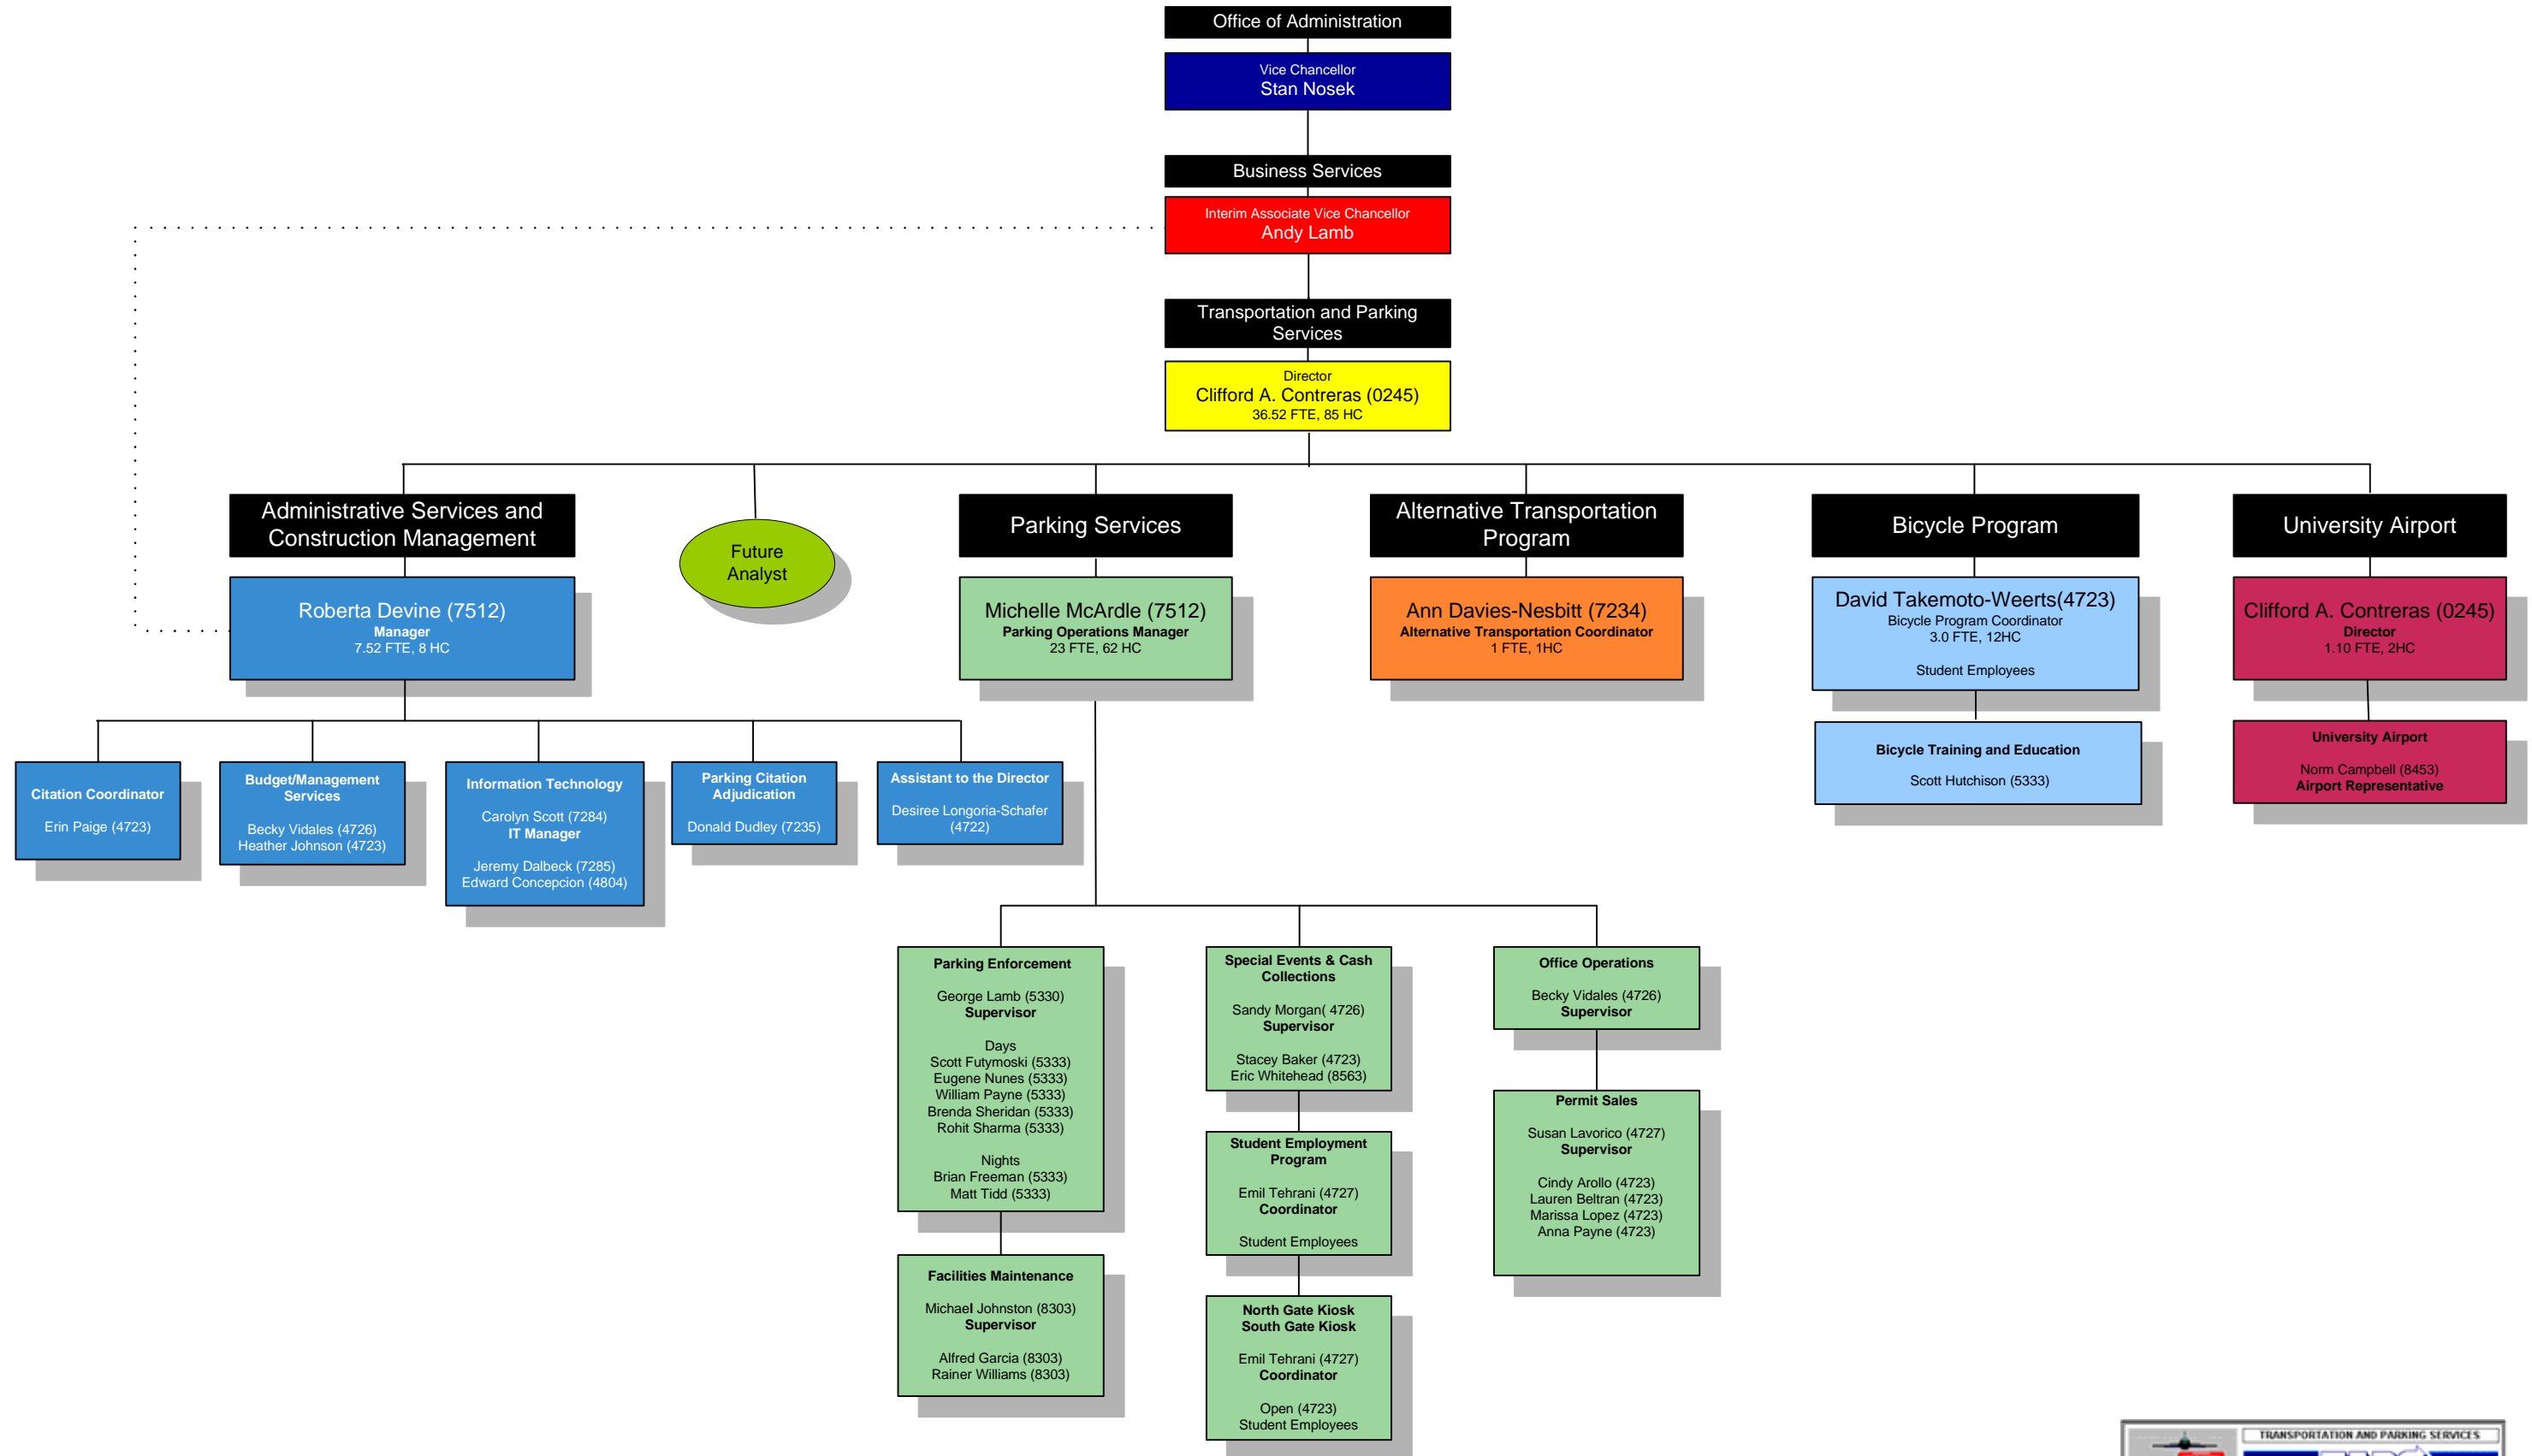 Office of Administration
Vice Chancellor
Stan Nosek
Business Services
Interim Associate Vice Chancellor
Andy Lamb
Transportation and Parking
Services
Director
Clifford A. Contreras (0245)
36.52 FTE, 85 HC
Administrative Services and
Construction Management
Roberta Devine (7512)
Manager
7.52 FTE, 8 HC
Future
Analyst
Parking Services
Michelle McArdle (7512)
Parking Operations Manager
23 FTE, 62 HC
Alternative Transportation
Program
Ann Davies-Nesbitt (7234)
Alternative Transportation Coordinator
1 FTE, 1HC
Bicycle Program
David Takemoto-Weerts(4723)
Bicycle Program Coordinator
3.0 FTE, 12HC
Student Employees
University Airport
Clifford A. Contreras (0245)
Director
1.10 FTE, 2HC
Citation Coordinator
Erin Paige (4723)
Budget/Management
Services
Becky Vidales (4726)
Heather Johnson (4723)
Information Technology
Carolyn Scott (7284)
IT Manager
Jeremy Dalbeck (7285)
Edward Concepcion (4804)
Parking Citation
Adjudication
Donald Dudley (7235)
Assistant to the Director
Desiree Longoria-Schafer
(4722)
Bicycle Training and Education
Scott Hutchison (5333)
University Airport
Norm Campbell (8453)
Airport Representative
Parking Enforcement
George Lamb (5330)
Supervisor
Days
Scott Futymoski (5333)
Eugene Nunes (5333)
William Payne (5333)
Brenda Sheridan (5333)
Rohit Sharma (5333)
Nights
Brian Freeman (5333)
Matt Tidd (5333)
Facilities Maintenance
Michael Johnston (8303)
Supervisor
Alfred Garcia (8303)
Rainer Williams (8303)
Special Events & Cash
Collections
Sandy Morgan( 4726)
Supervisor
Stacey Baker (4723)
Eric Whitehead (8563)
Student Employment
Program
Emil Tehrani (4727)
Coordinator
Student Employees
North Gate Kiosk
South Gate Kiosk
Emil Tehrani (4727)
Coordinator
Open (4723)
Student Employees
Office Operations
Becky Vidales (4726)
Supervisor
Permit Sales
Susan Lavorico (4727)
Supervisor
Cindy Arollo (4723)
Lauren Beltran (4723)
Marissa Lopez (4723)
Anna Payne (4723)
TRANSPORTATION AND PARKING SERVICES